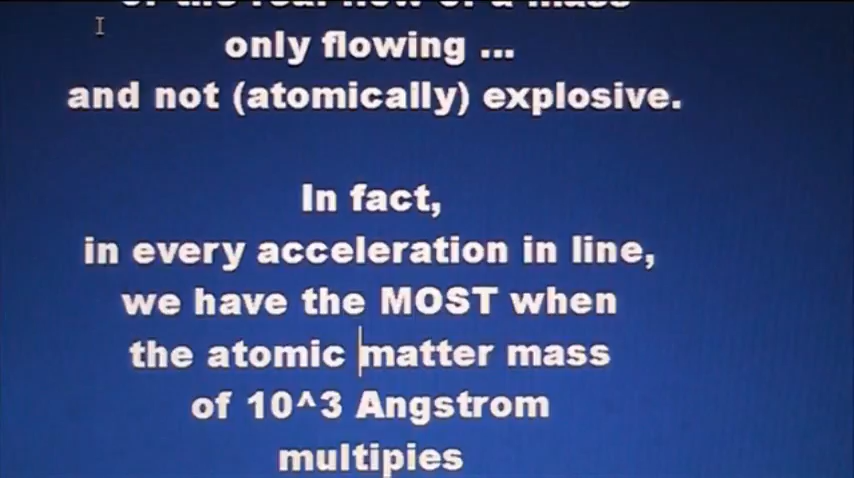 only flowing ...
and not (atomically) explosive.
In fact,
in every acceleration in line,
we have the MOST when
the atomic matter mass
of 10^3 Angstrom
multipies